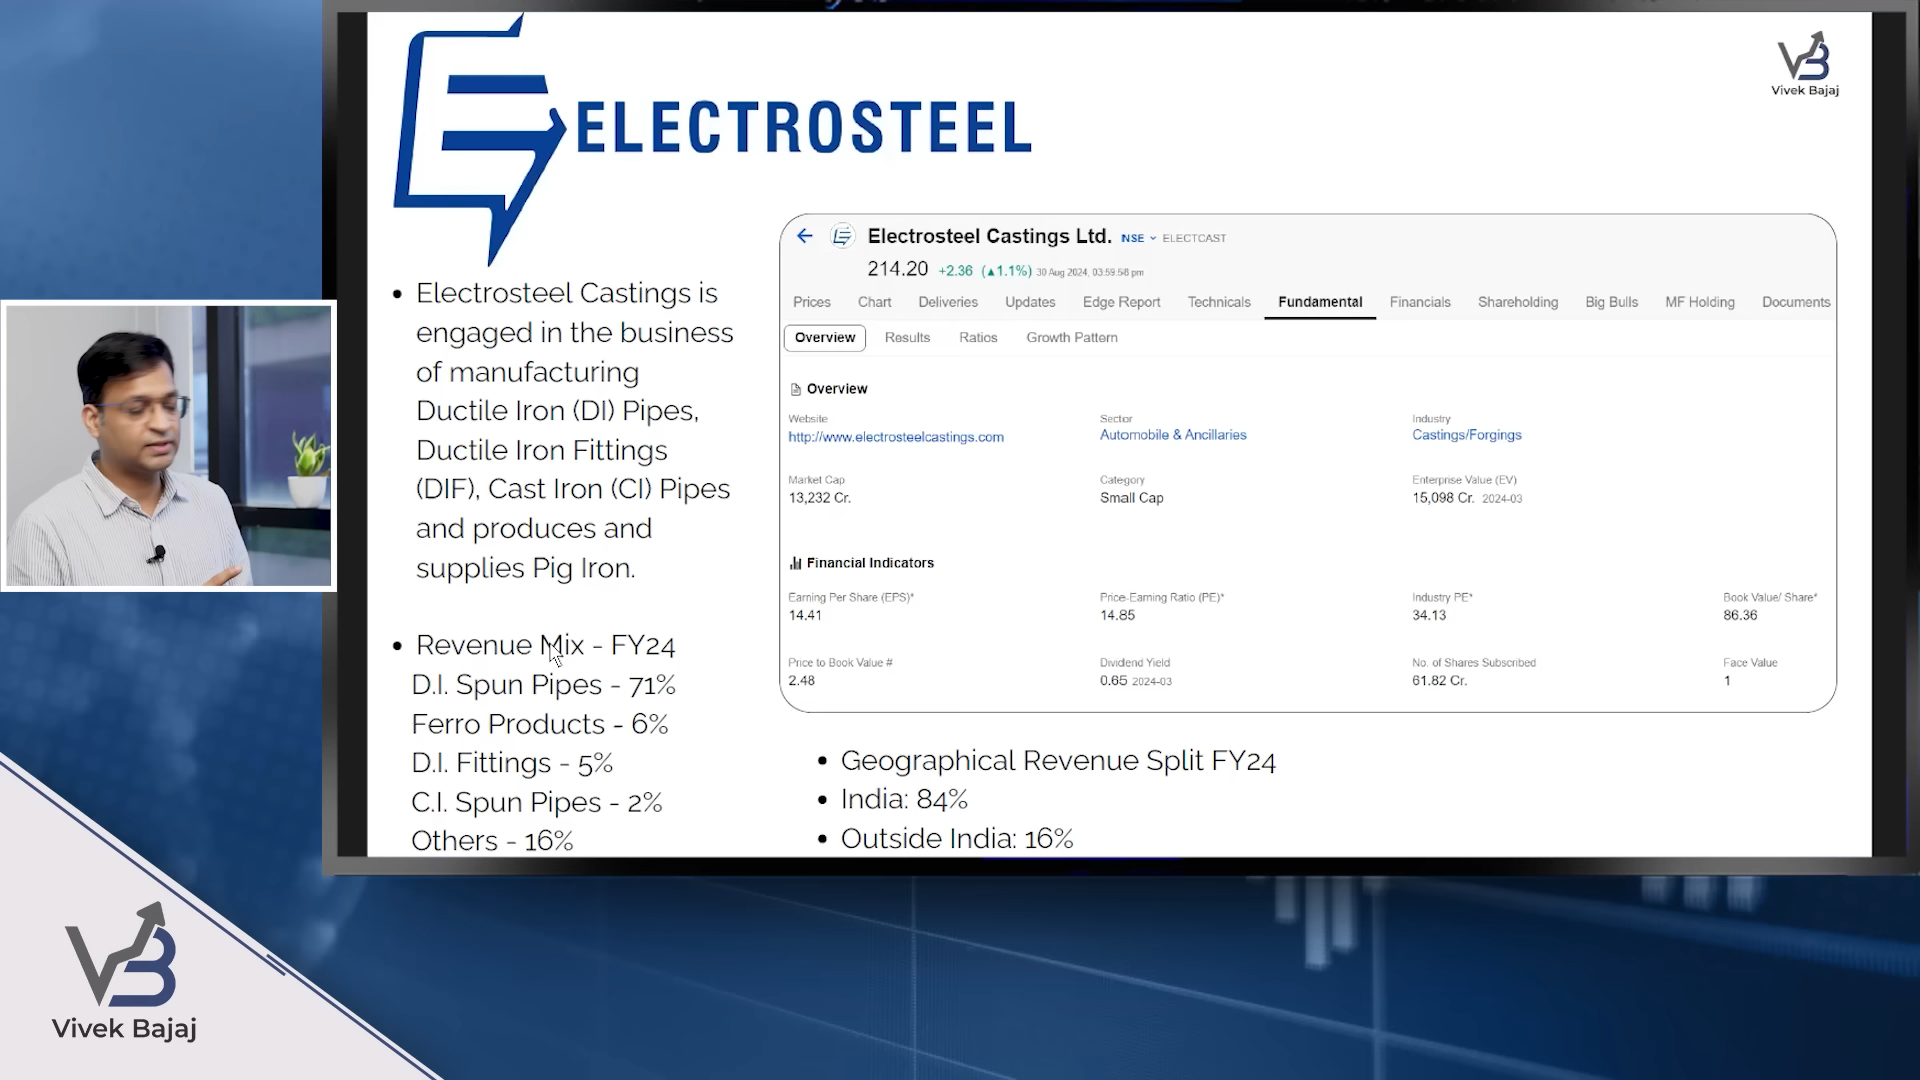 ELECTROSTEEL
VB
Vivek Bajaj
• Electrosteel Castings is
engaged in the business
of manufacturing
Ductile Iron (DI) Pipes,
Ductile Iron Fittings
(DIF), Cast Iron (CI) Pipes
and produces and
supplies Pig Iron.
• Revenue Mix - FY24
D.I. Spun Pipes - 71%
Ferro Products - 6%
D.I. Fittings - 5%
C.I. Spun Pipes - 2%
Others - 16%
Electrosteel Castings Ltd. NSE ELECTCAST
214.20 +2.36 (▲1.1%) 30 Aug 2024, 03:59:58 pm
Prices Chart Deliveries Updates Edge Report Technicals Fundamental Financials Shareholding Big Bulls MF Holding Documents
Overview Results Ratios Growth Pattern
Overview
Website Sector Industry
http://www.electrosteelcastings.com Automobile & Ancillaries Castings/Forgings
Market Cap Category Enterprise Value (EV)
13,232 Cr. Small Cap 15,098 Cr. 2024-03
Financial Indicators
Earning Per Share (EPS)* Price-Earning Ratio (PE)* Industry PE* Book Value/ Share*
14.41 14.85 34.13 86.36
Price to Book Value # Dividend Yield No. of Shares Subscribed Face Value
2.48 0.65 2024-03 61.82 Cr. 1
• Geographical Revenue Split FY24
• India: 84%
• Outside India: 16%
VB
Vivek Bajaj